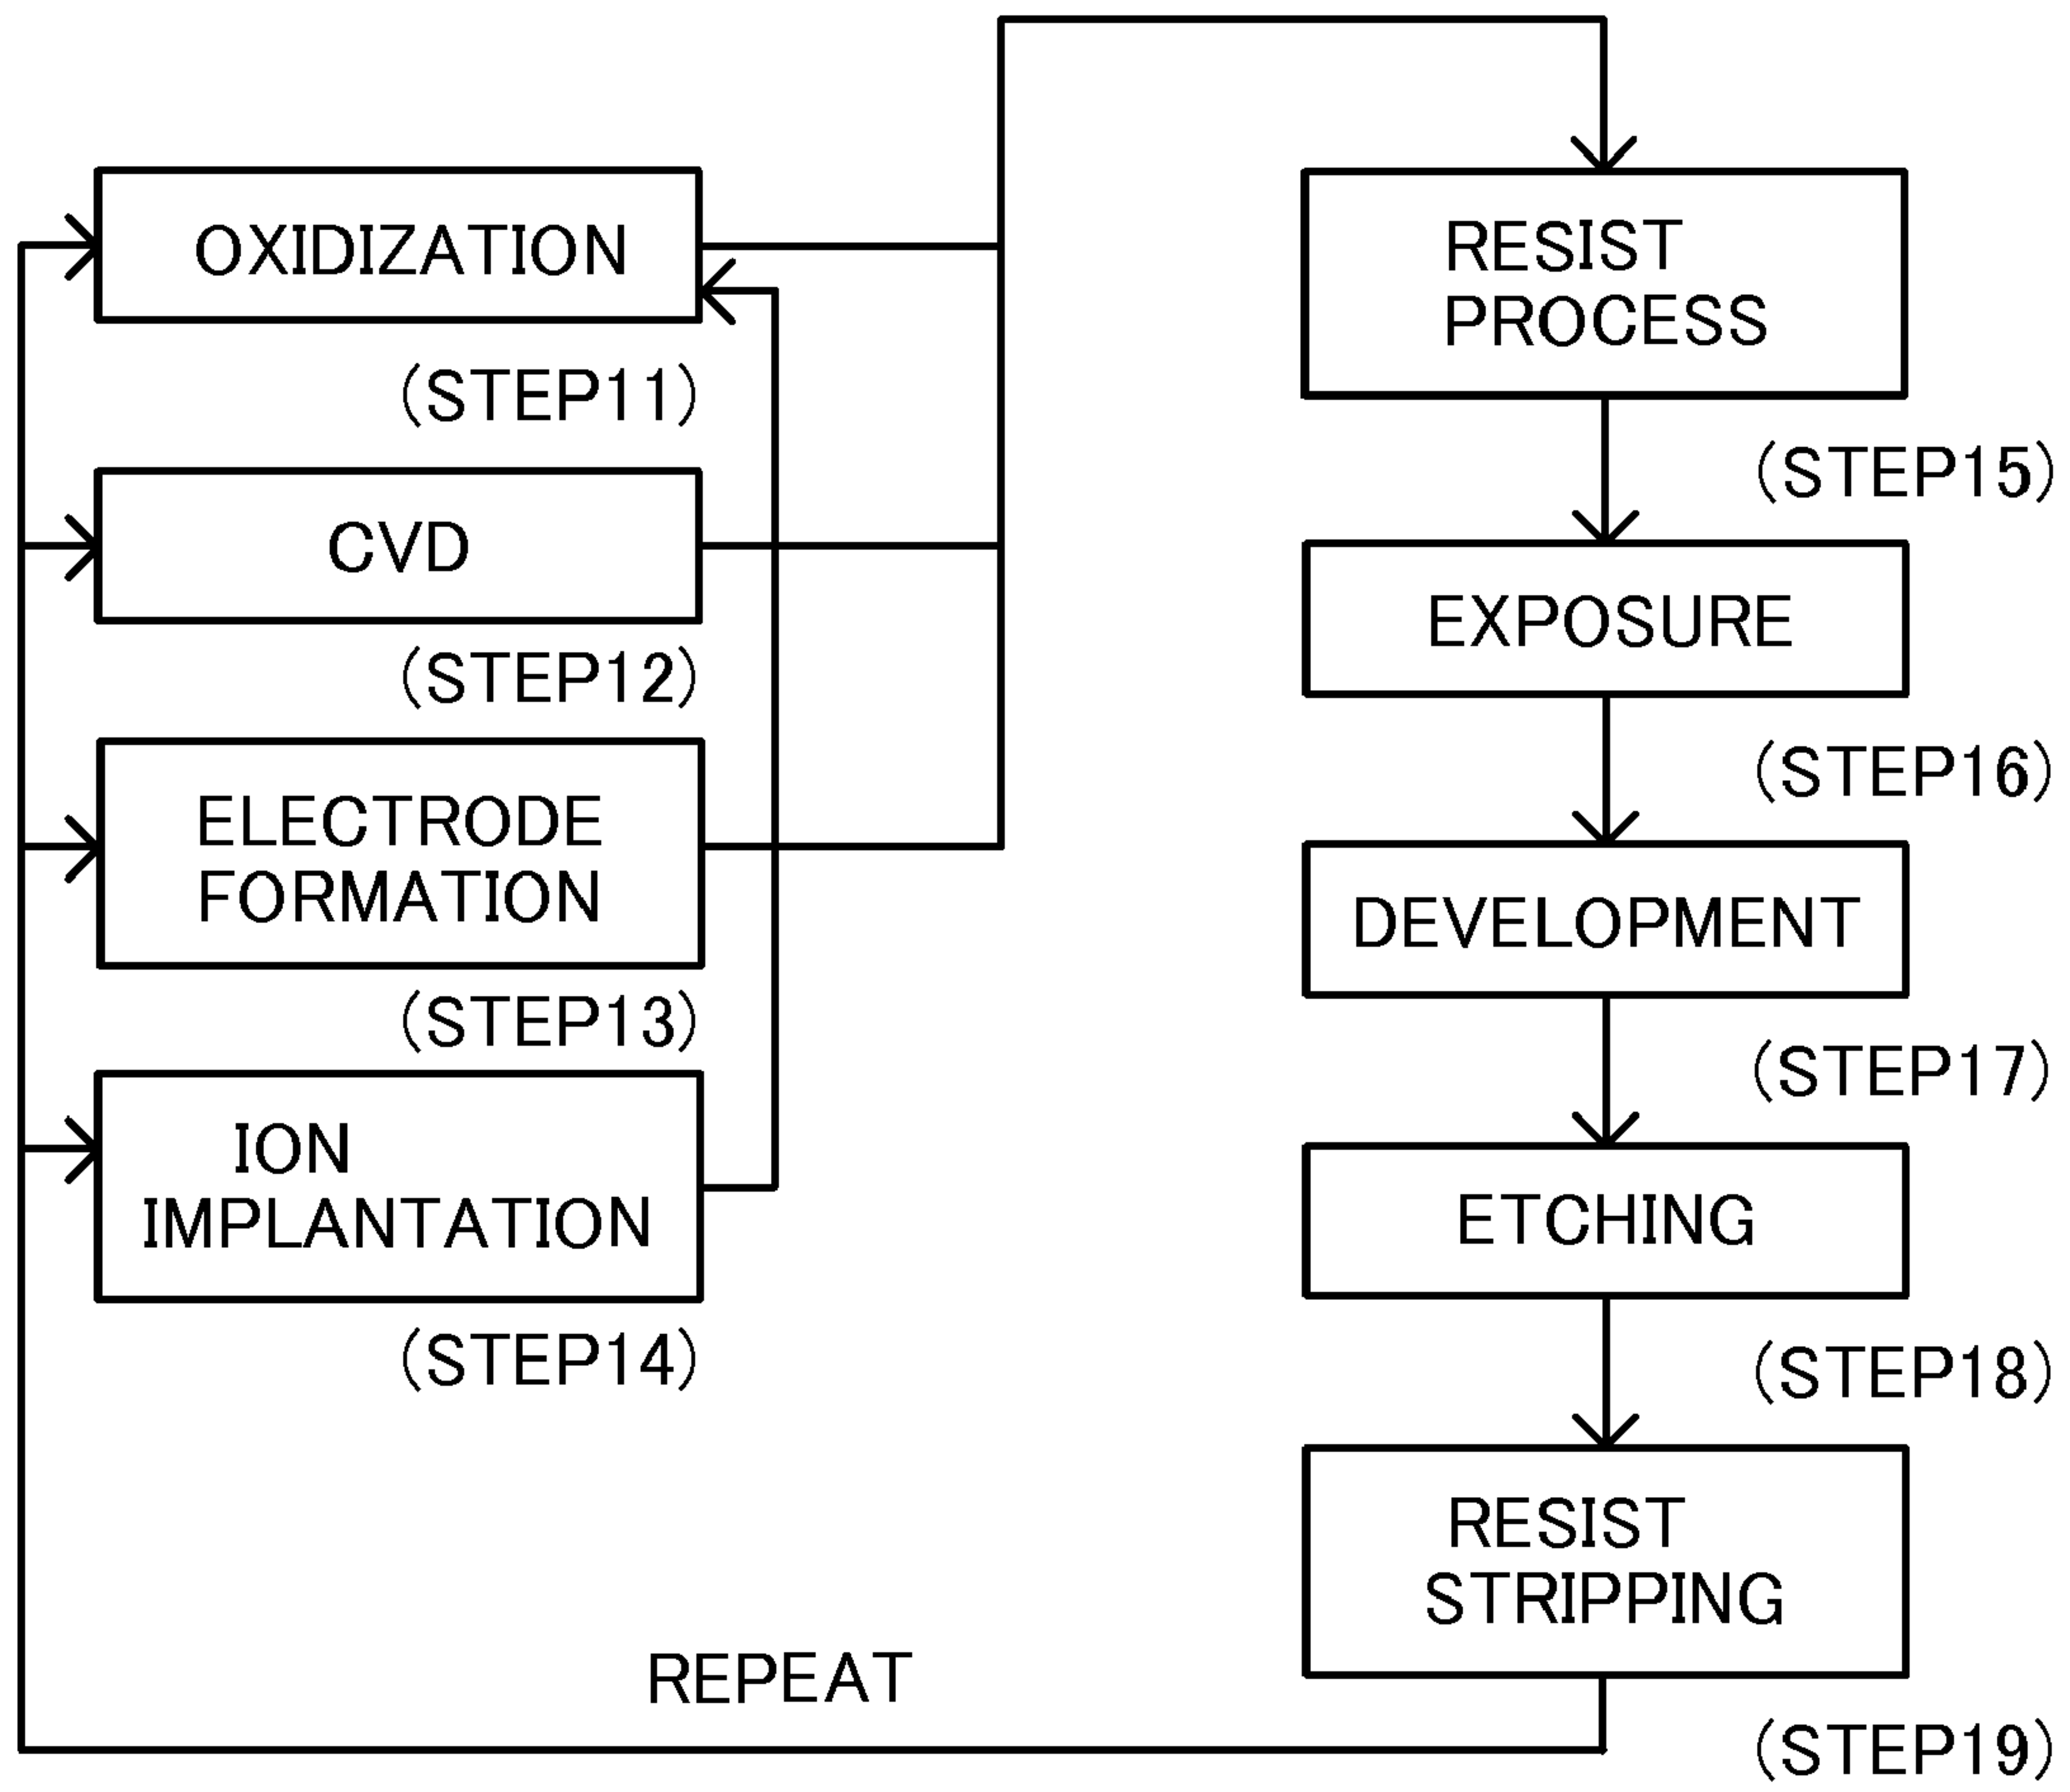 OXIDIZATION
(STEP11)
CVD
(STEP12)
ELECTRODE
FORMATION
(STEP13)
ION
IMPLANTATION
(STEP14)
RESIST
PROCESS
(STEP15)
EXPOSURE
(STEP16)
DEVELOPMENT
(STEP17)
ETCHING
(STEP18)
RESIST
STRIPPING
(STEP19)
REPEAT